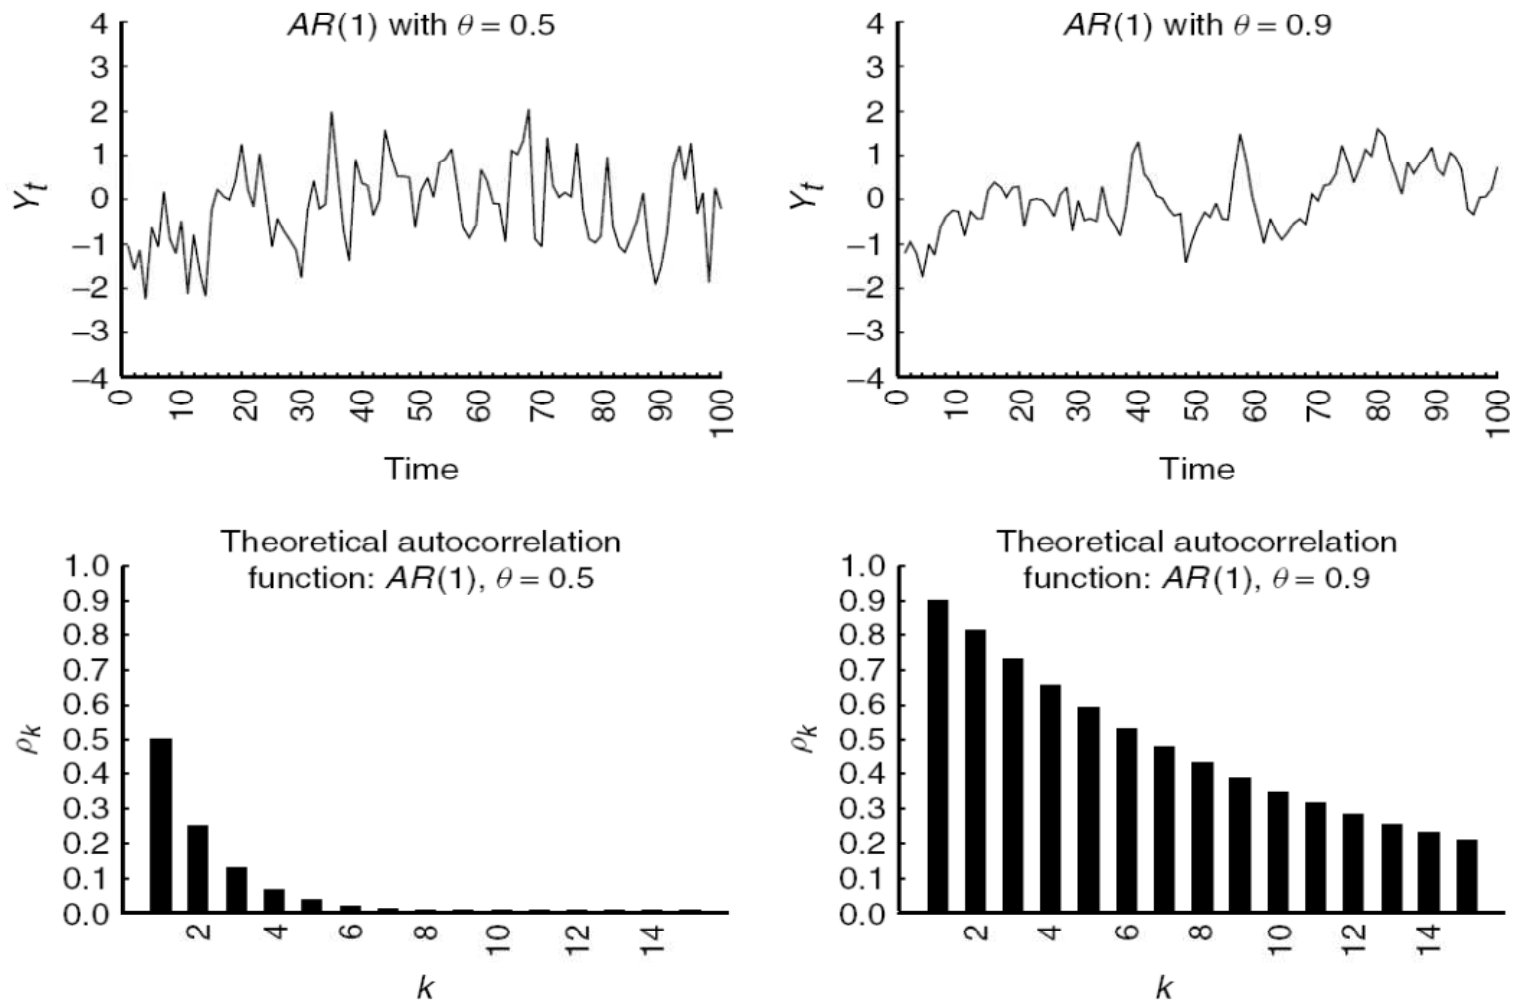 AR(1) with θ = 0.5
4
3
2
1
0
−1
−2
−3
−4
Yt
0 10 20 30 40 50 60 70 80 90 100
Time
AR(1) with θ = 0.9
4
3
2
1
0
−1
−2
−3
−4
Yt
0 10 20 30 40 50 60 70 80 90 100
Time
Theoretical autocorrelation
function: AR(1), θ = 0.5
1.0
0.9
0.8
0.7
0.6
0.5
0.4
0.3
0.2
0.1
0.0
ρk
2 4 6 8 10 12 14
k
Theoretical autocorrelation
function: AR(1), θ = 0.9
1.0
0.9
0.8
0.7
0.6
0.5
0.4
0.3
0.2
0.1
0.0
ρk
2 4 6 8 10 12 14
k